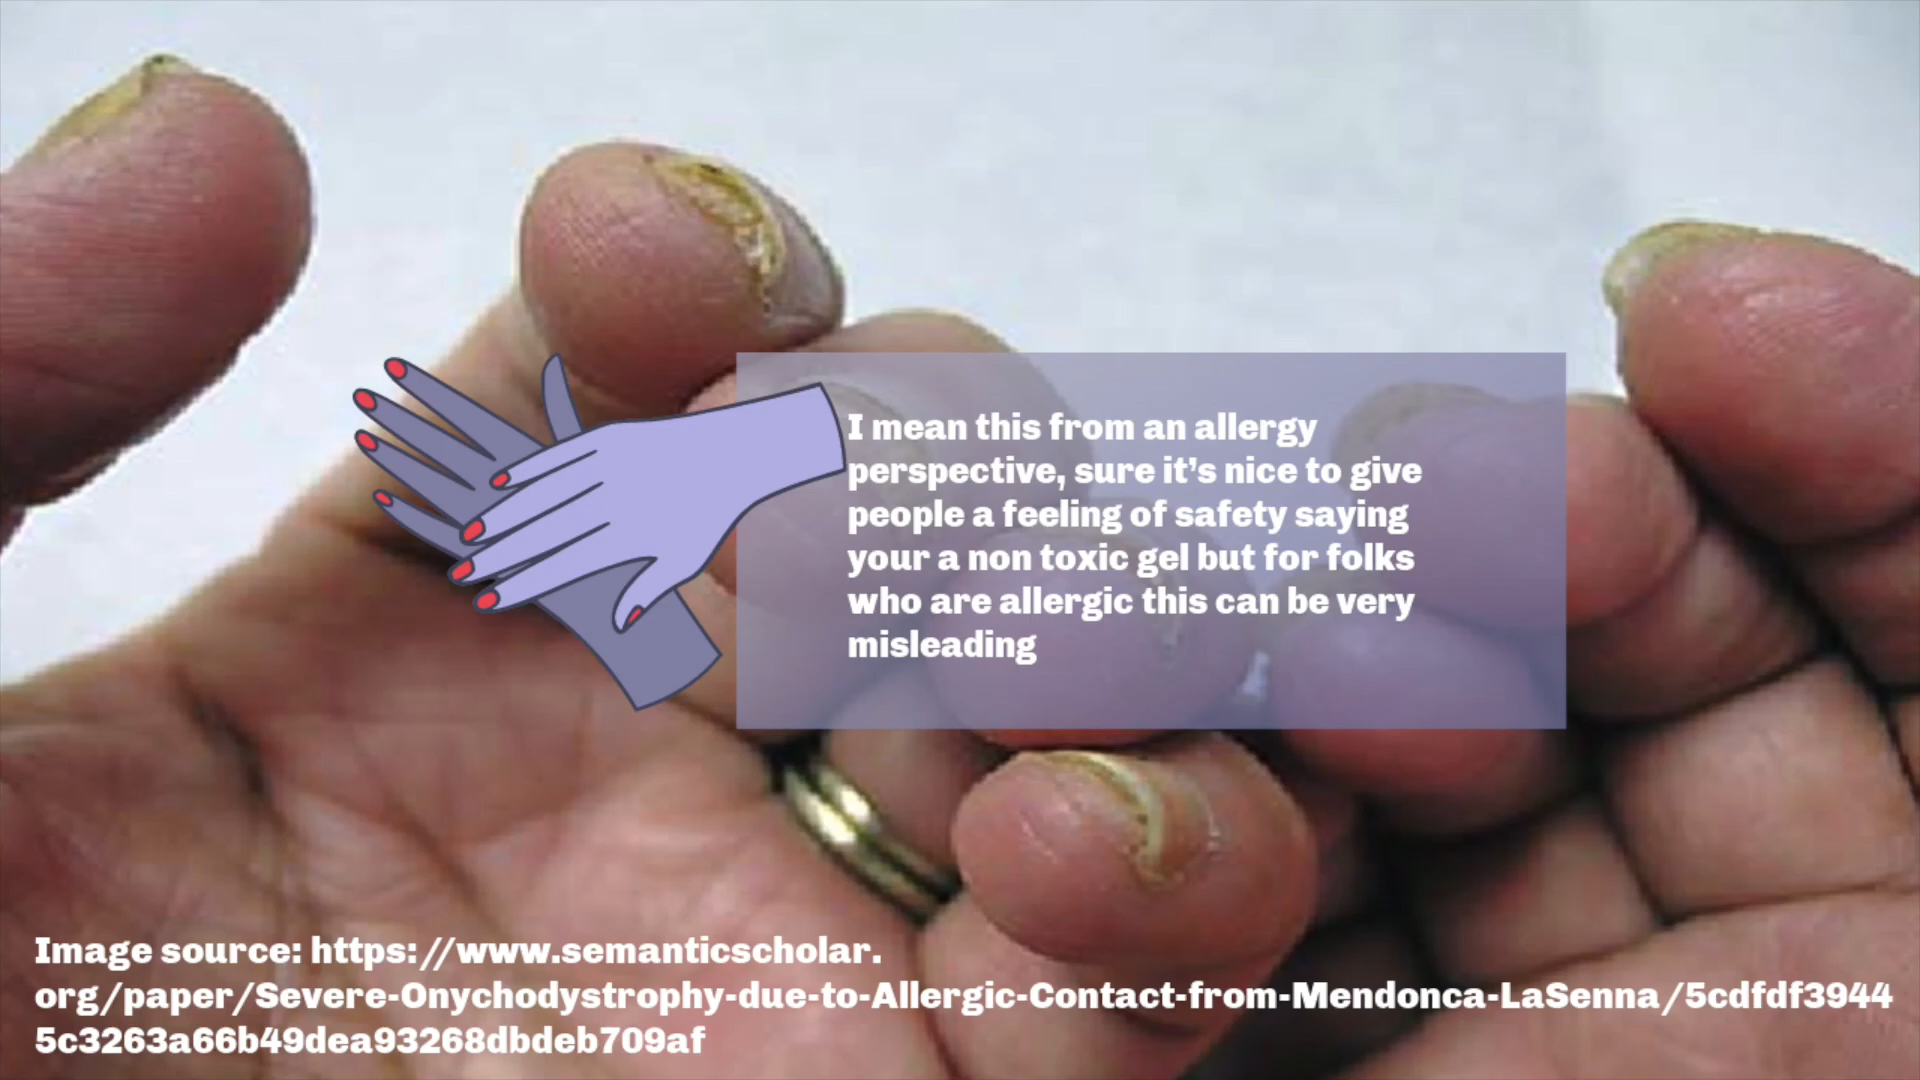 I mean this from an allergy
perspective, sure it's nice to give
people a feeling of safety saying
your a non toxic gel but for folks
who are allergic this can be very
misleading
Image source: https://www.semanticscholar.
org/paper/Severe-Onychodystrophy-due-to-Allergic-Contact-from-Mendonca-LaSenna/5cdfdf3944
5c3263a66b49dea93268dbdeb709af